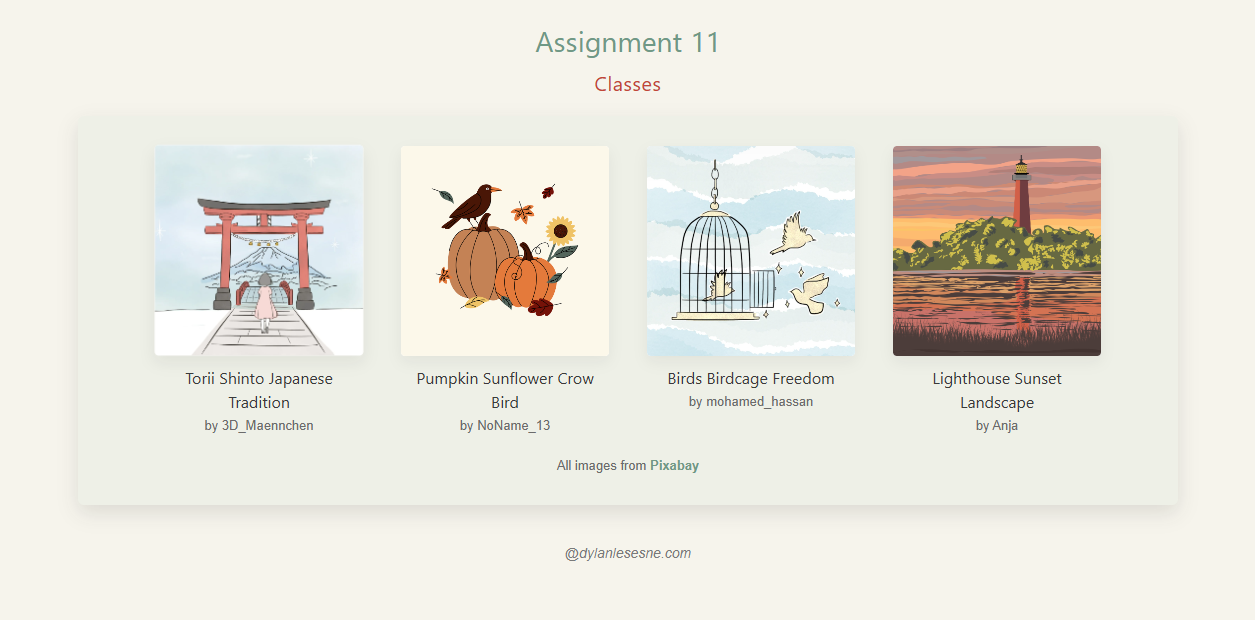 Assignment 11
Classes
Torii Shinto Japanese
Tradition
by 3D_Maennchen
Pumpkin Sunflower Crow
Bird
by NoName_13
Birds Birdcage Freedom
by mohamed_hassan
Lighthouse Sunset
Landscape
by Anja
All images from Pixabay
@dylanlesesne.com